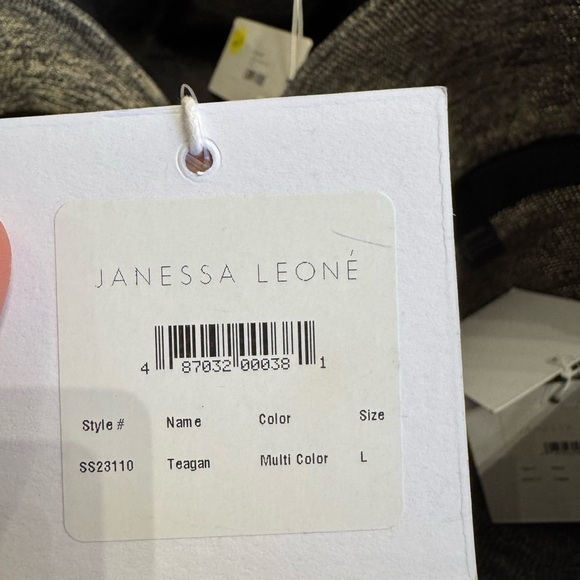 JANESSA LEONÉ
4 87032 00038 1
Style # Name Color Size
SS23110 Teagan Multi Color L